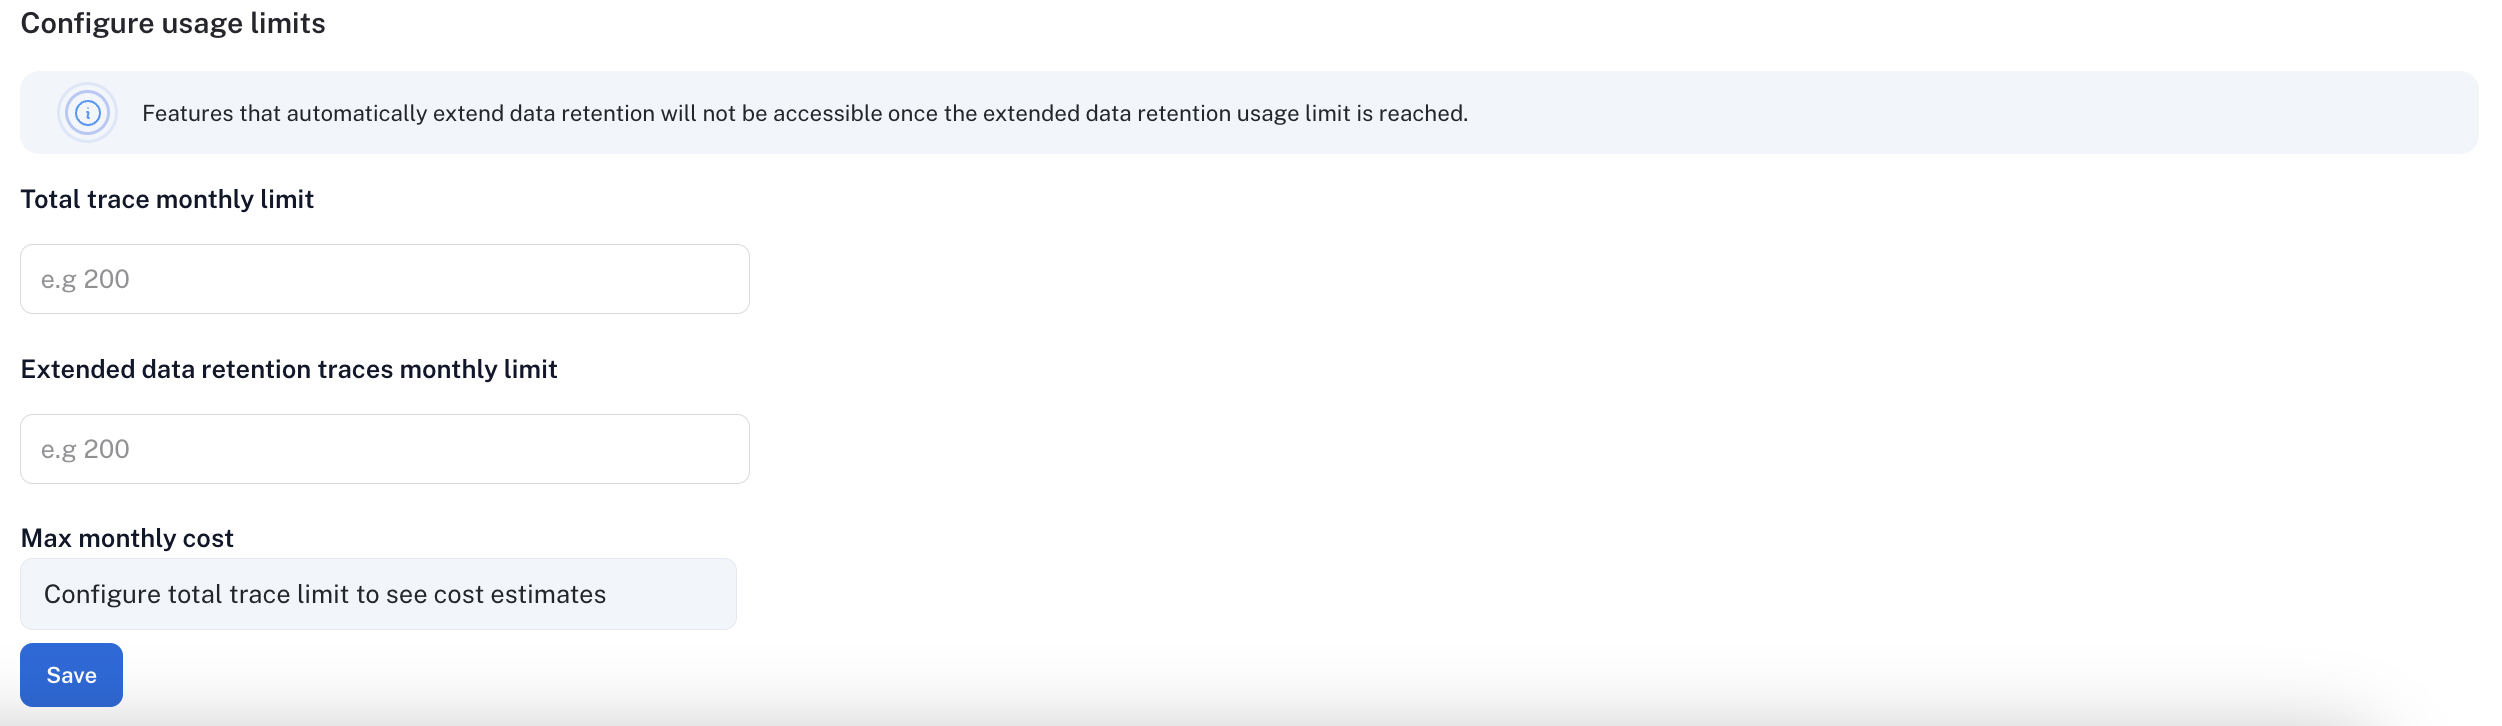 Configure usage limits
Features that automatically extend data retention will not be accessible once the extended data retention usage limit is reached.
Total trace monthly limit
e.g 200
Extended data retention traces monthly limit
e.g 200
Max monthly cost
Configure total trace limit to see cost estimates
Save